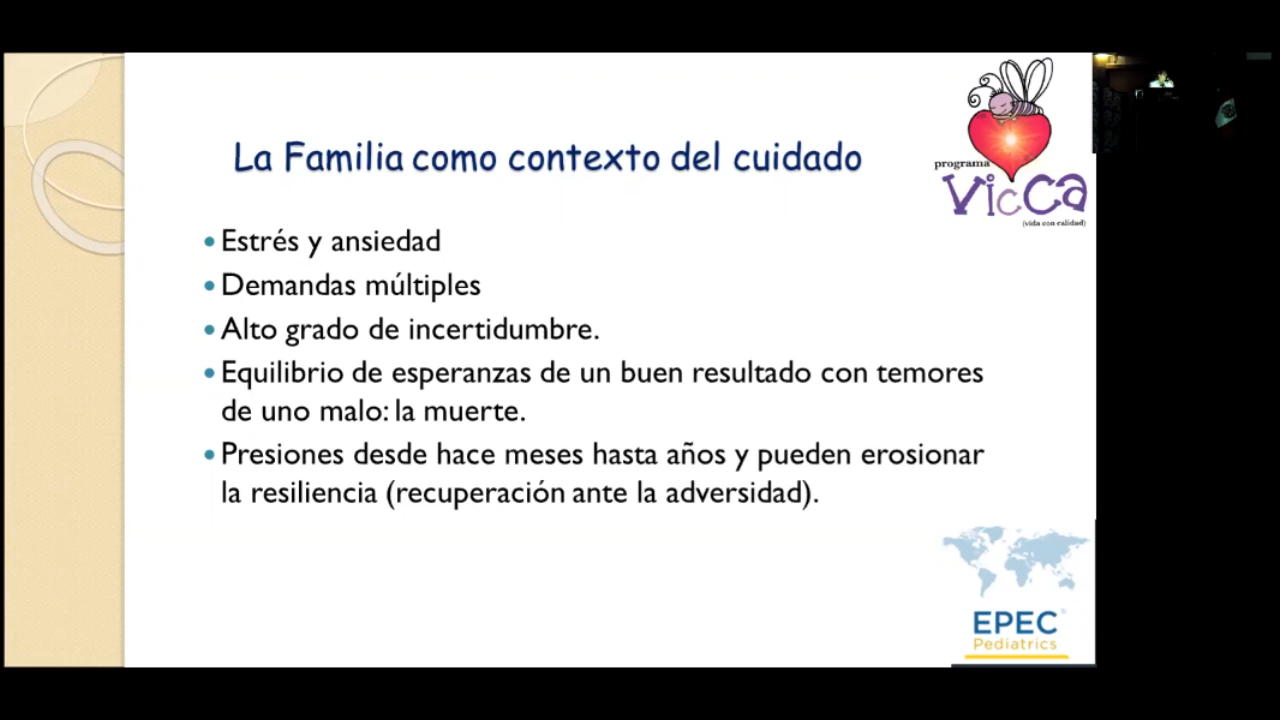 La Familia como contexto del cuidado
programa
VicCa
(vida con calidad)
• Estrés y ansiedad
• Demandas múltiples
• Alto grado de incertidumbre.
• Equilibrio de esperanzas de un buen resultado con temores
de uno malo: la muerte.
• Presiones desde hace meses hasta años y pueden erosionar
la resiliencia (recuperación ante la adversidad).
EPEC®
Pediatrics